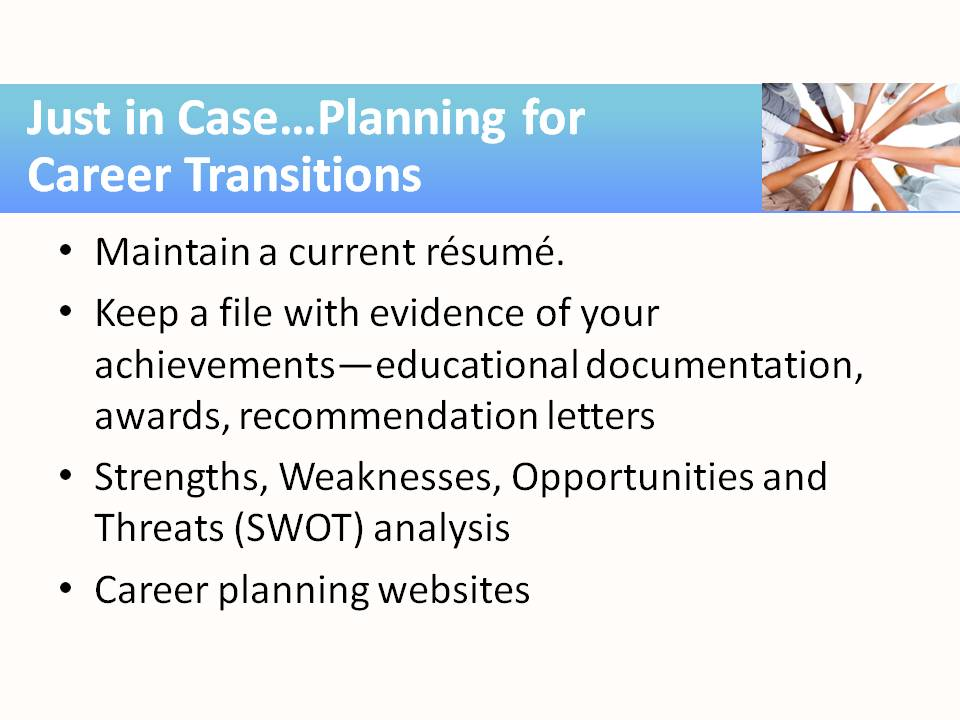 Just in Case…Planning for
Career Transitions
• Maintain a current résumé.
• Keep a file with evidence of your
achievements—educational documentation,
awards, recommendation letters
• Strengths, Weaknesses, Opportunities and
Threats (SWOT) analysis
• Career planning websites